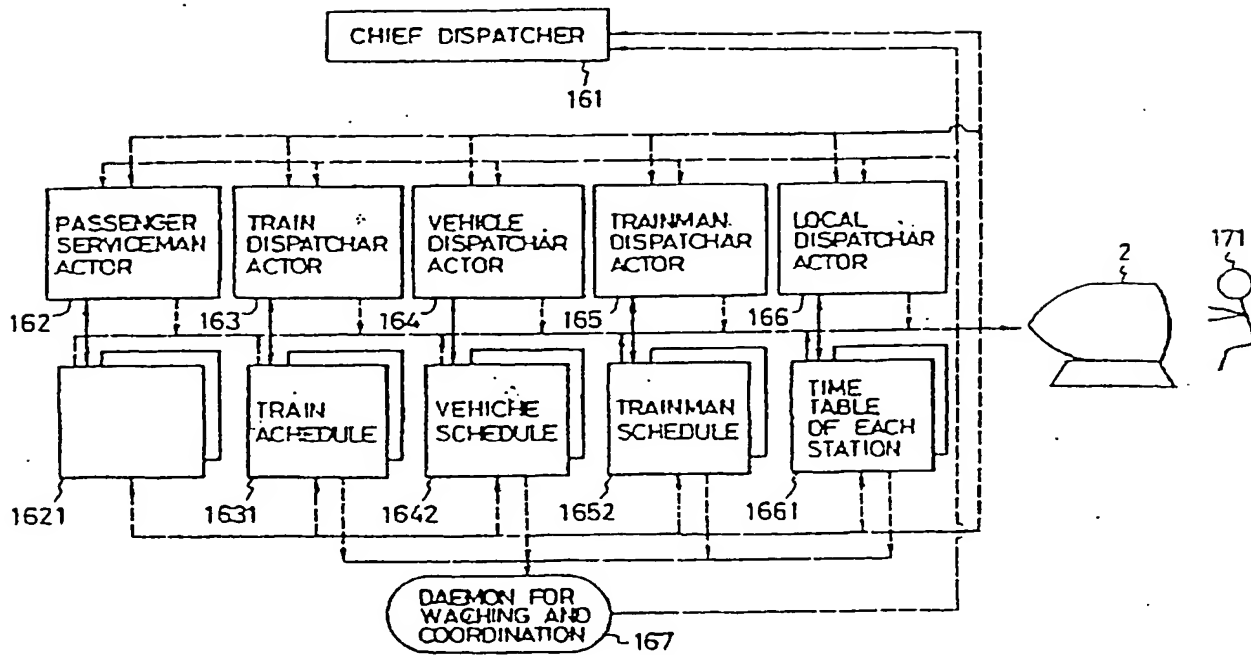 CHIEF DISPATCHER
161
PASSENGER
SERVICEMAN
ACTOR
TRAIN
DISPATCHAR
ACTOR
VEHICLE
DISPATCHAR
ACTOR
TRAINMAN.
DISPATCHAR
ACTOR
LOCAL
DISPATCHAR
ACTOR
2
171
162
163
164
165
166
TRAIN
ACHEDULE
VEHICHE
SCHEDULE
TRAINMAN
SCHEDULE
TIME
TABLE
OF EACH
STATION
1621
1631
1642
1652
1661
DAEMON FOR
WACHING AND
COORDINATION
167